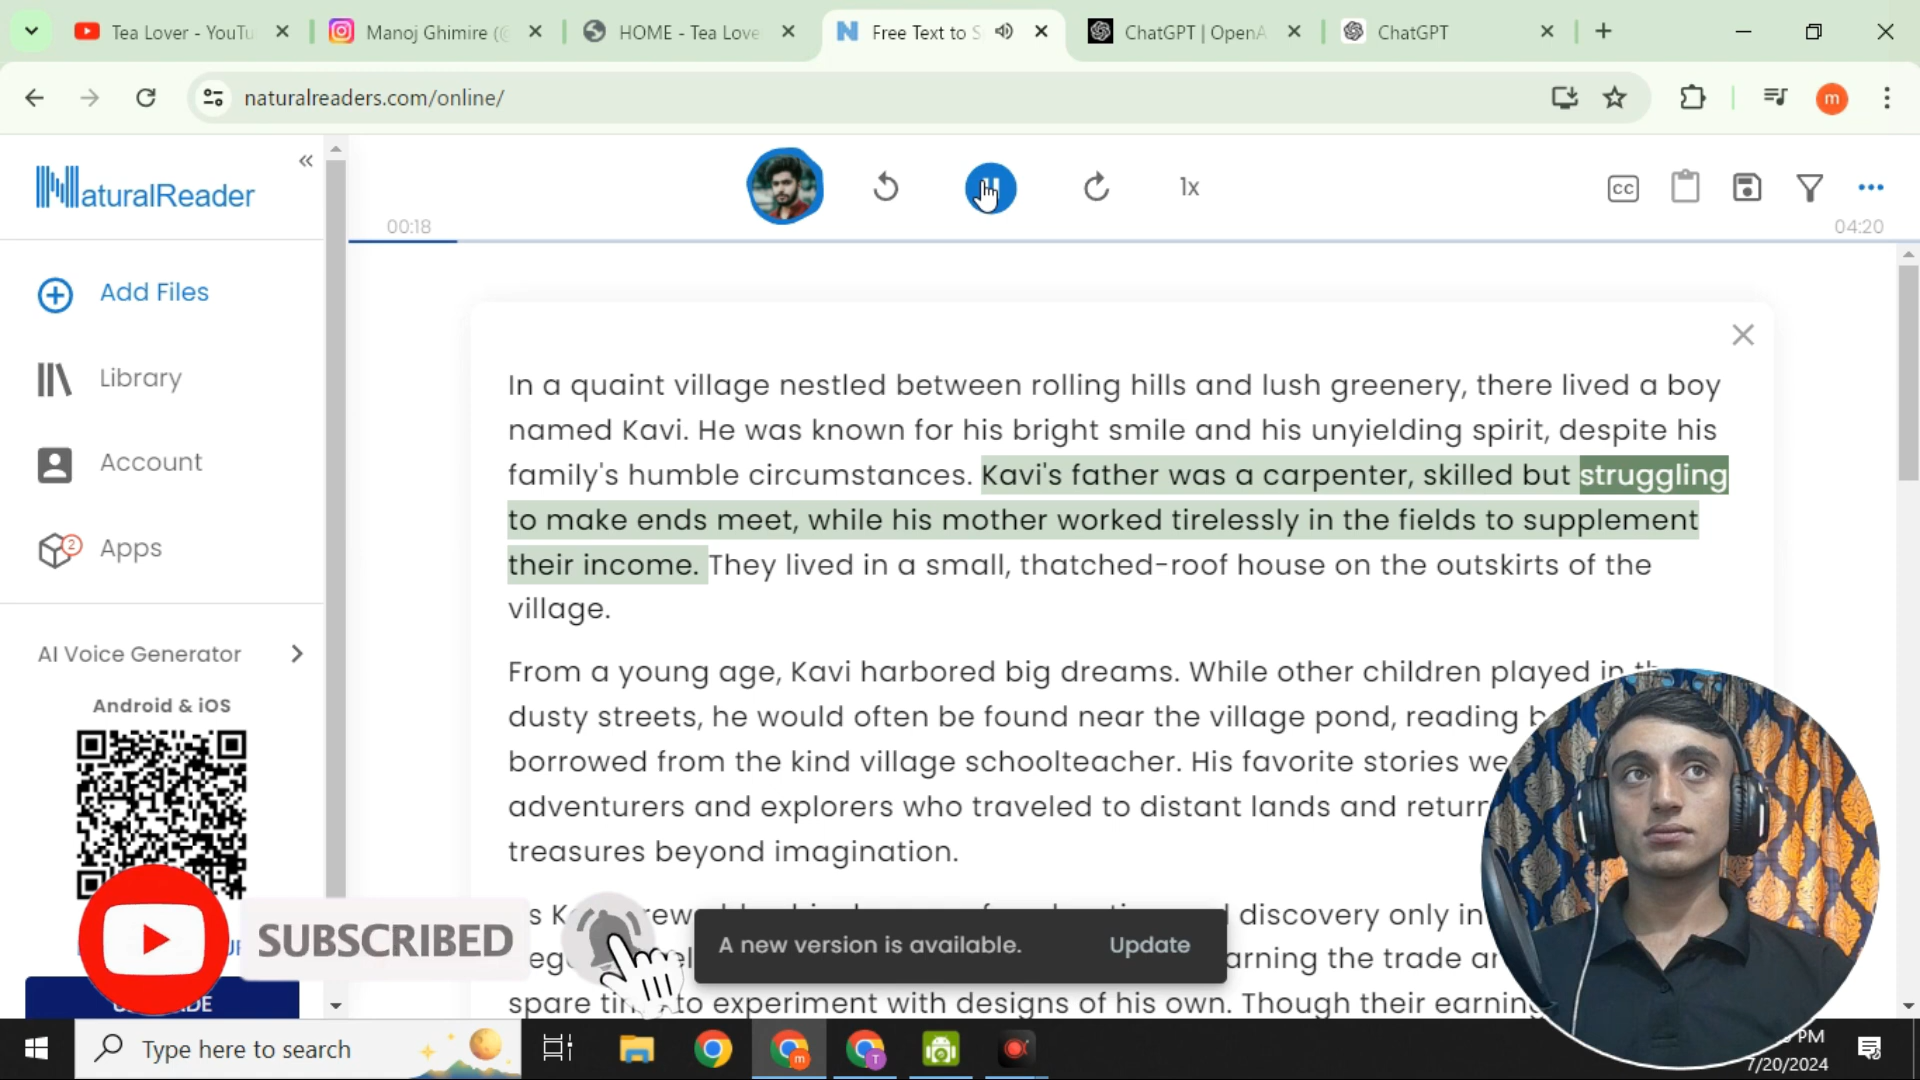 Tea Lover - YouTu
Manoj Ghimire (@
HOME - Tea Love
Free Text to S
ChatGPT | OpenA
ChatGPT
naturalreaders.com/online/
m
NaturalReader
00:18
1x
CC
04:20
Add Files
Library
Account
2
Apps
AI Voice Generator
Android & iOS
In a quaint village nestled between rolling hills and lush greenery, there lived a boy
named Kavi. He was known for his bright smile and his unyielding spirit, despite his
family's humble circumstances. Kavi's father was a carpenter, skilled but struggling
to make ends meet, while his mother worked tirelessly in the fields to supplement
their income. They lived in a small, thatched-roof house on the outskirts of the
village.
From a young age, Kavi harbored big dreams. While other children played in
dusty streets, he would often be found near the village pond, reading
borrowed from the kind village schoolteacher. His favorite stories
adventurers and explorers who traveled to distant lands and
treasures beyond imagination.
discovery only in
the trade
spare to experiment with designs of his own. Though their
SUBSCRIBED
A new version is available. Update
Type here to search
m
T
PM
7/20/2024